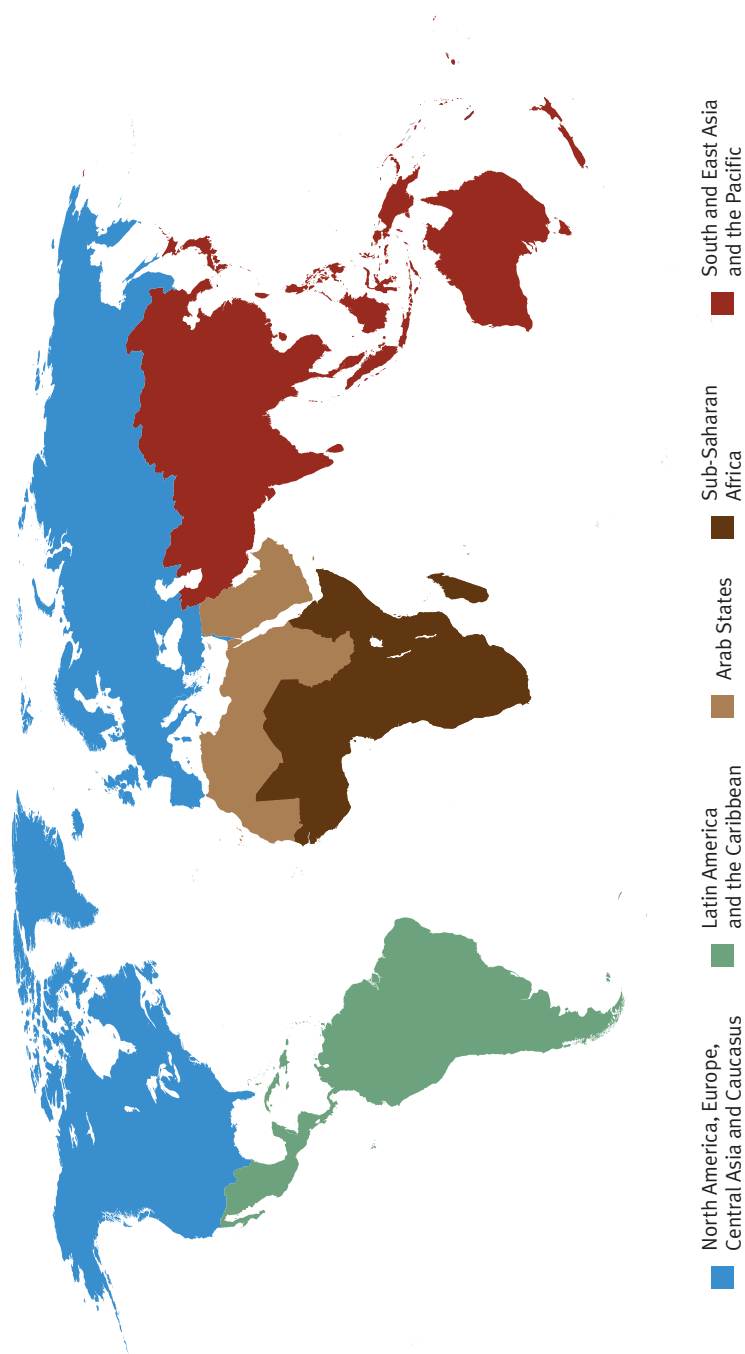 North America, Europe,
Central Asia and Caucasus
Latin America
and the Caribbean
Arab States
Sub-Saharan
Africa
South and East Asia
and the Pacific